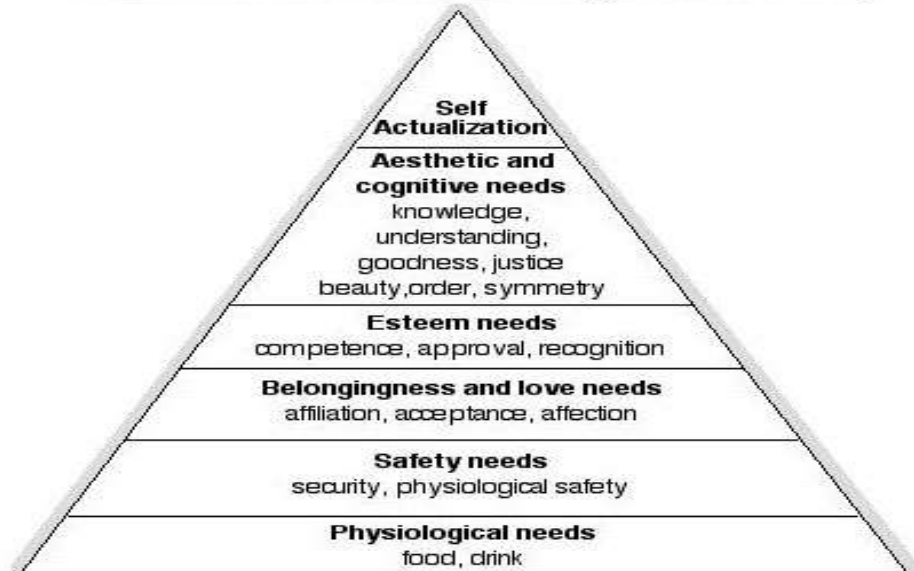 Self
Actualization
Aesthetic and
cognitive needs
knowledge,
understanding,
goodness, justice
beauty,order, symmetry
Esteem needs
competence, approval, recognition
Belongingness and love needs
affiliation, acceptance, affection
Safety needs
security, physiological safety
Physiological needs
food, drink